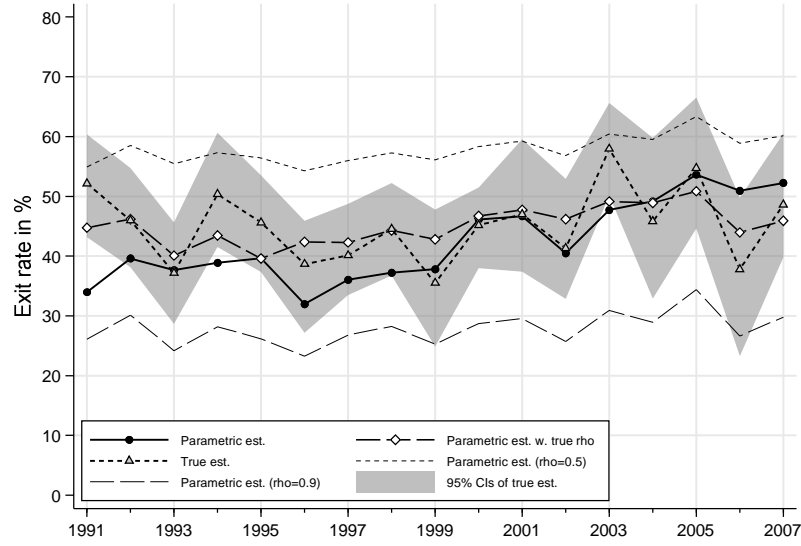 80
70
60
50
40
30
20
10
0
Exit rate in %
Parametric est.
Parametric est. w. true rho
True est.
Parametric est. (rho=0.5)
Parametric est. (rho=0.9)
95% CIs of true est.
1991 1993 1995 1997 1999 2001 2003 2005 2007